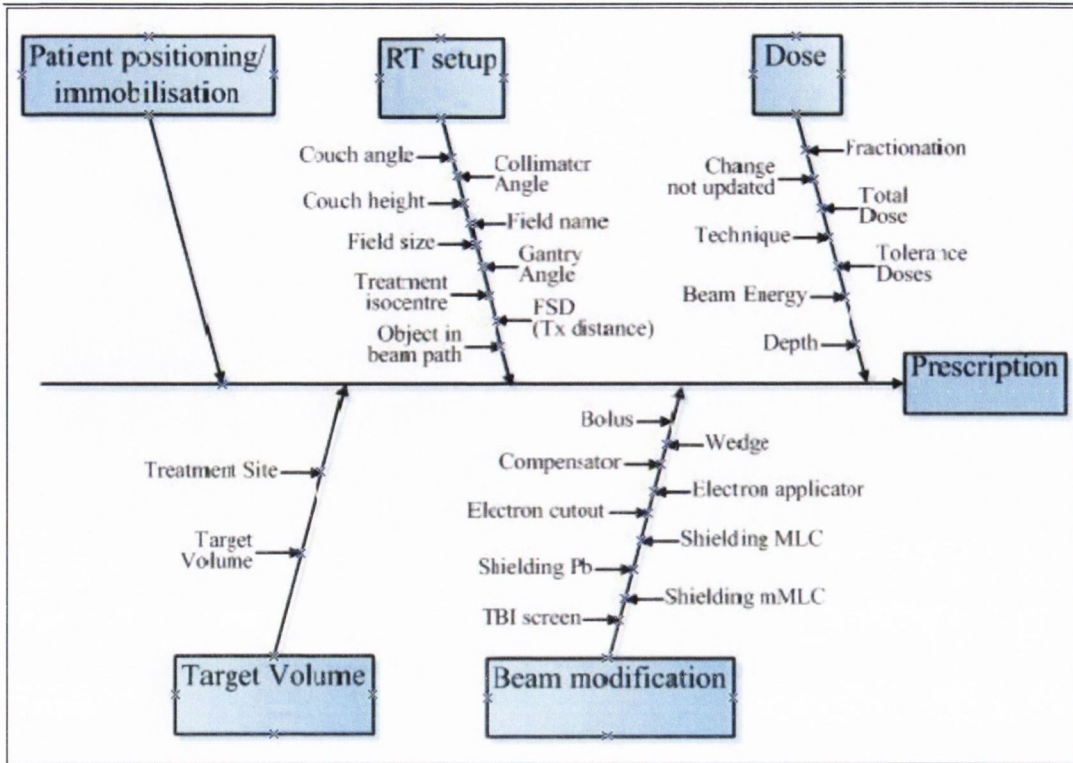 Patient positioning/
immobilisation
RT setup
Dose
Couch angle
Collimator
Angle
Couch height
Field name
Field size
Gantry
Angle
Treatment
isocentre
FSD
(Tx distance)
Object in
beam path
Fractionation
Change
not updated
Total
Dose
Technique
Tolerance
Doses
Beam Energy
Depth
Prescription
Treatment Site
Target
Volume
Target Volume
Bolus
Wedge
Compensator
Electron applicator
Electron cutout
Shielding MLC
Shielding Pb
Shielding mMLC
TBI screen
Beam modification